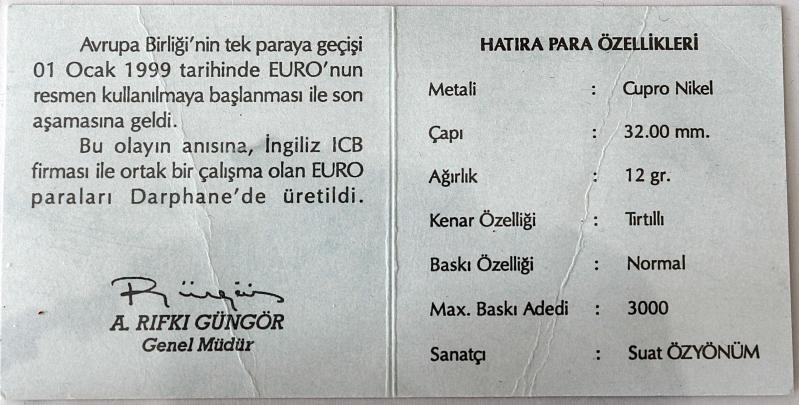 Avrupa Birliği'nin tek paraya geçişi
01 Ocak 1999 tarihinde EURO'nun
resmen kullanılmaya başlanması ile son
aşamasına geldi.
Bu olayın anısına, İngiliz ICB
firması ile ortak bir çalışma olan EURO
paraları Darphane'de üretildi.
A. RIFKI GÜNGÖR
Genel Müdür
HATIRA PARA ÖZELLİKLERİ
Metali : Cupro Nikel
Çapı : 32.00 mm.
Ağırlık : 12 gr.
Kenar Özelliği : Tırtıllı
Baskı Özelliği : Normal
Max. Baskı Adedi : 3000
Sanatçı : Suat ÖZYÖNÜM